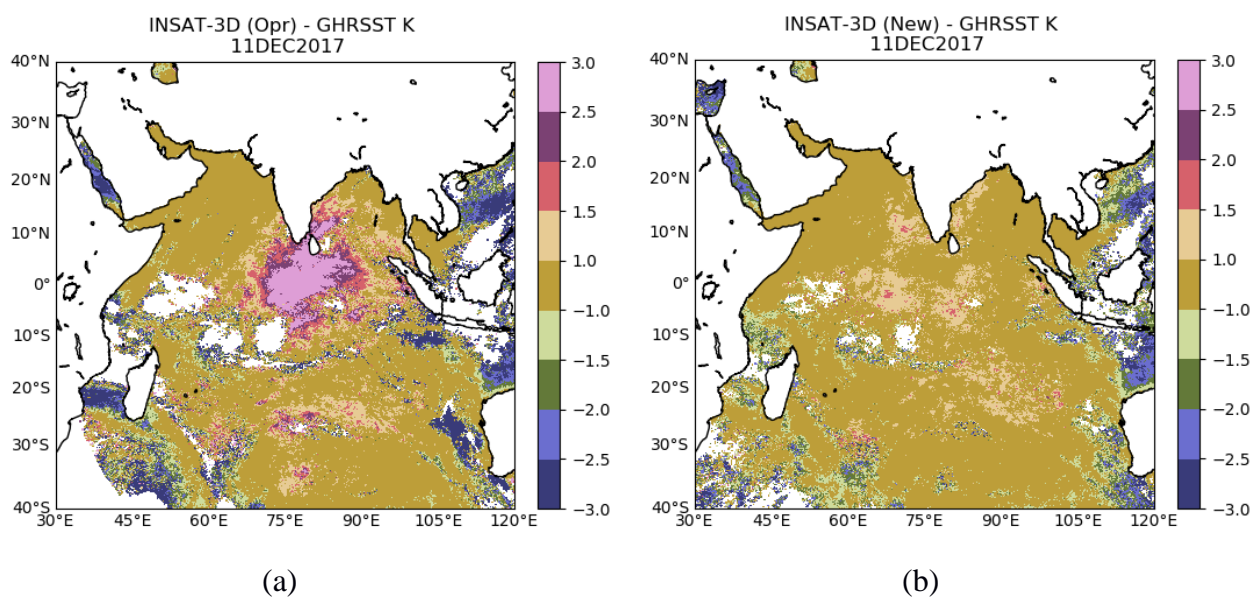 INSAT-3D (Opr) - GHRSST K
11DEC2017
40°N
30°N
20°N
10°N
0°
10°S
20°S
30°S
40°S
30°E
45°E
60°E
75°E
90°E
105°E
120°E
3.0
2.5
2.0
1.5
1.0
−1.0
−1.5
−2.0
−2.5
−3.0
(a)
INSAT-3D (New) - GHRSST K
11DEC2017
40°N
30°N
20°N
10°N
0°
10°S
20°S
30°S
40°S
30°E
45°E
60°E
75°E
90°E
105°E
120°E
3.0
2.5
2.0
1.5
1.0
−1.0
−1.5
−2.0
−2.5
−3.0
(b)